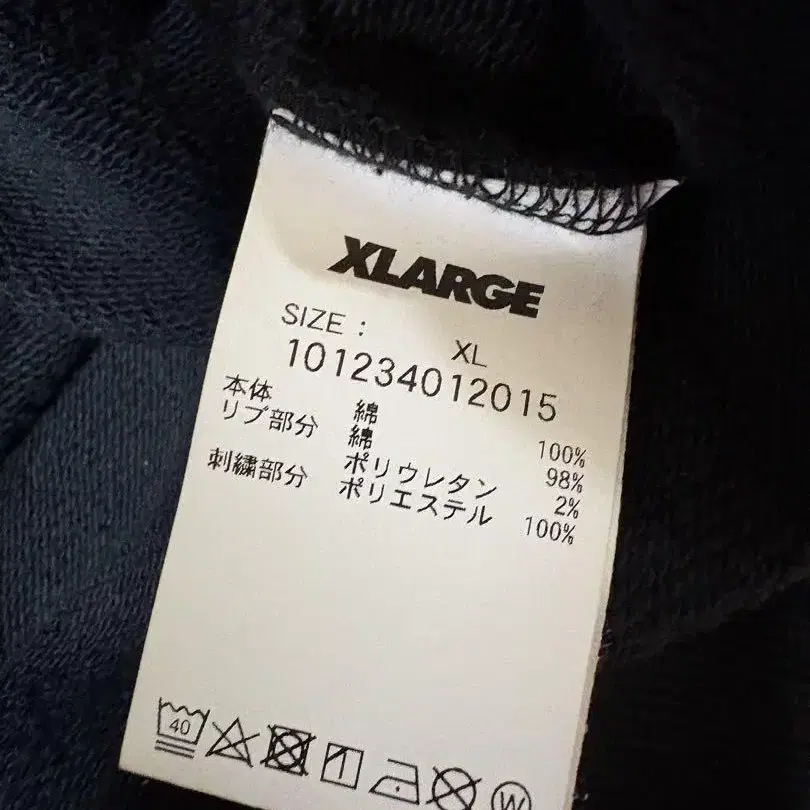 XLARGE
SIZE : XL
101234012015
本体 綿 100%
リブ部分 綿 98%
ポリウレタン 2%
刺繍部分 ポリエステル 100%
40
W